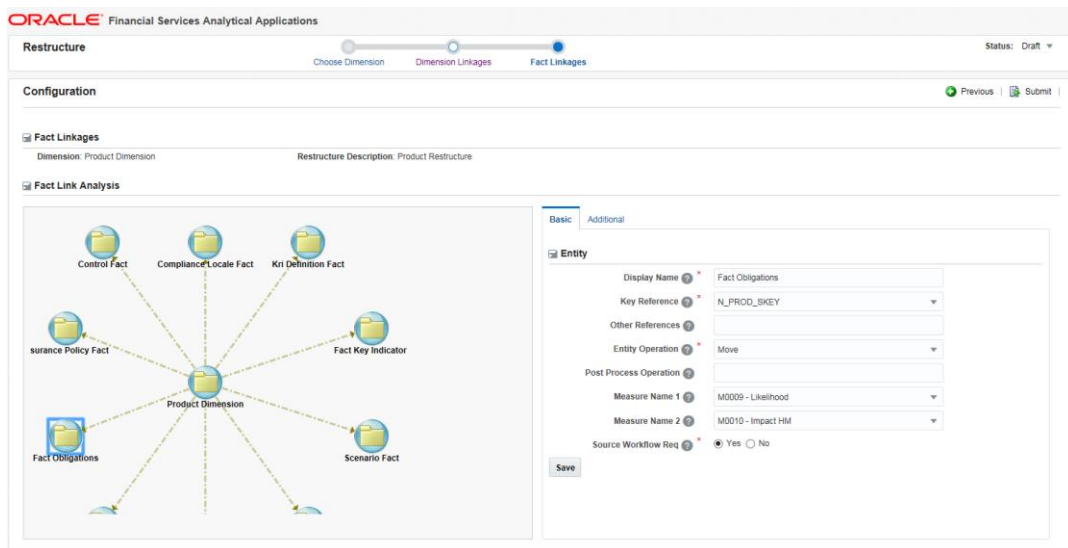 ORACLE® Financial Services Analytical Applications
Restructure
Status: Draft
Choose Dimension Dimension Linkages Fact Linkages
Configuration
Previous | Submit |
Fact Linkages
Dimension: Product Dimension Restructure Description: Product Restructure
Fact Link Analysis
Control Fact
Compliance Locale Fact
Kri Definition Fact
surance Policy Fact
Fact Key Indicator
Product Dimension
Fact Obligations
Scenario Fact
Basic Additional
Entity
Display Name ? * Fact Obligations
Key Reference ? * N_PROD_SKEY
Other References ?
Entity Operation ? * Move
Post Process Operation ?
Measure Name 1 ? M0009 - Likelihood
Measure Name 2 ? M0010 - Impact HM
Source Workflow Req ? * Yes No
Save